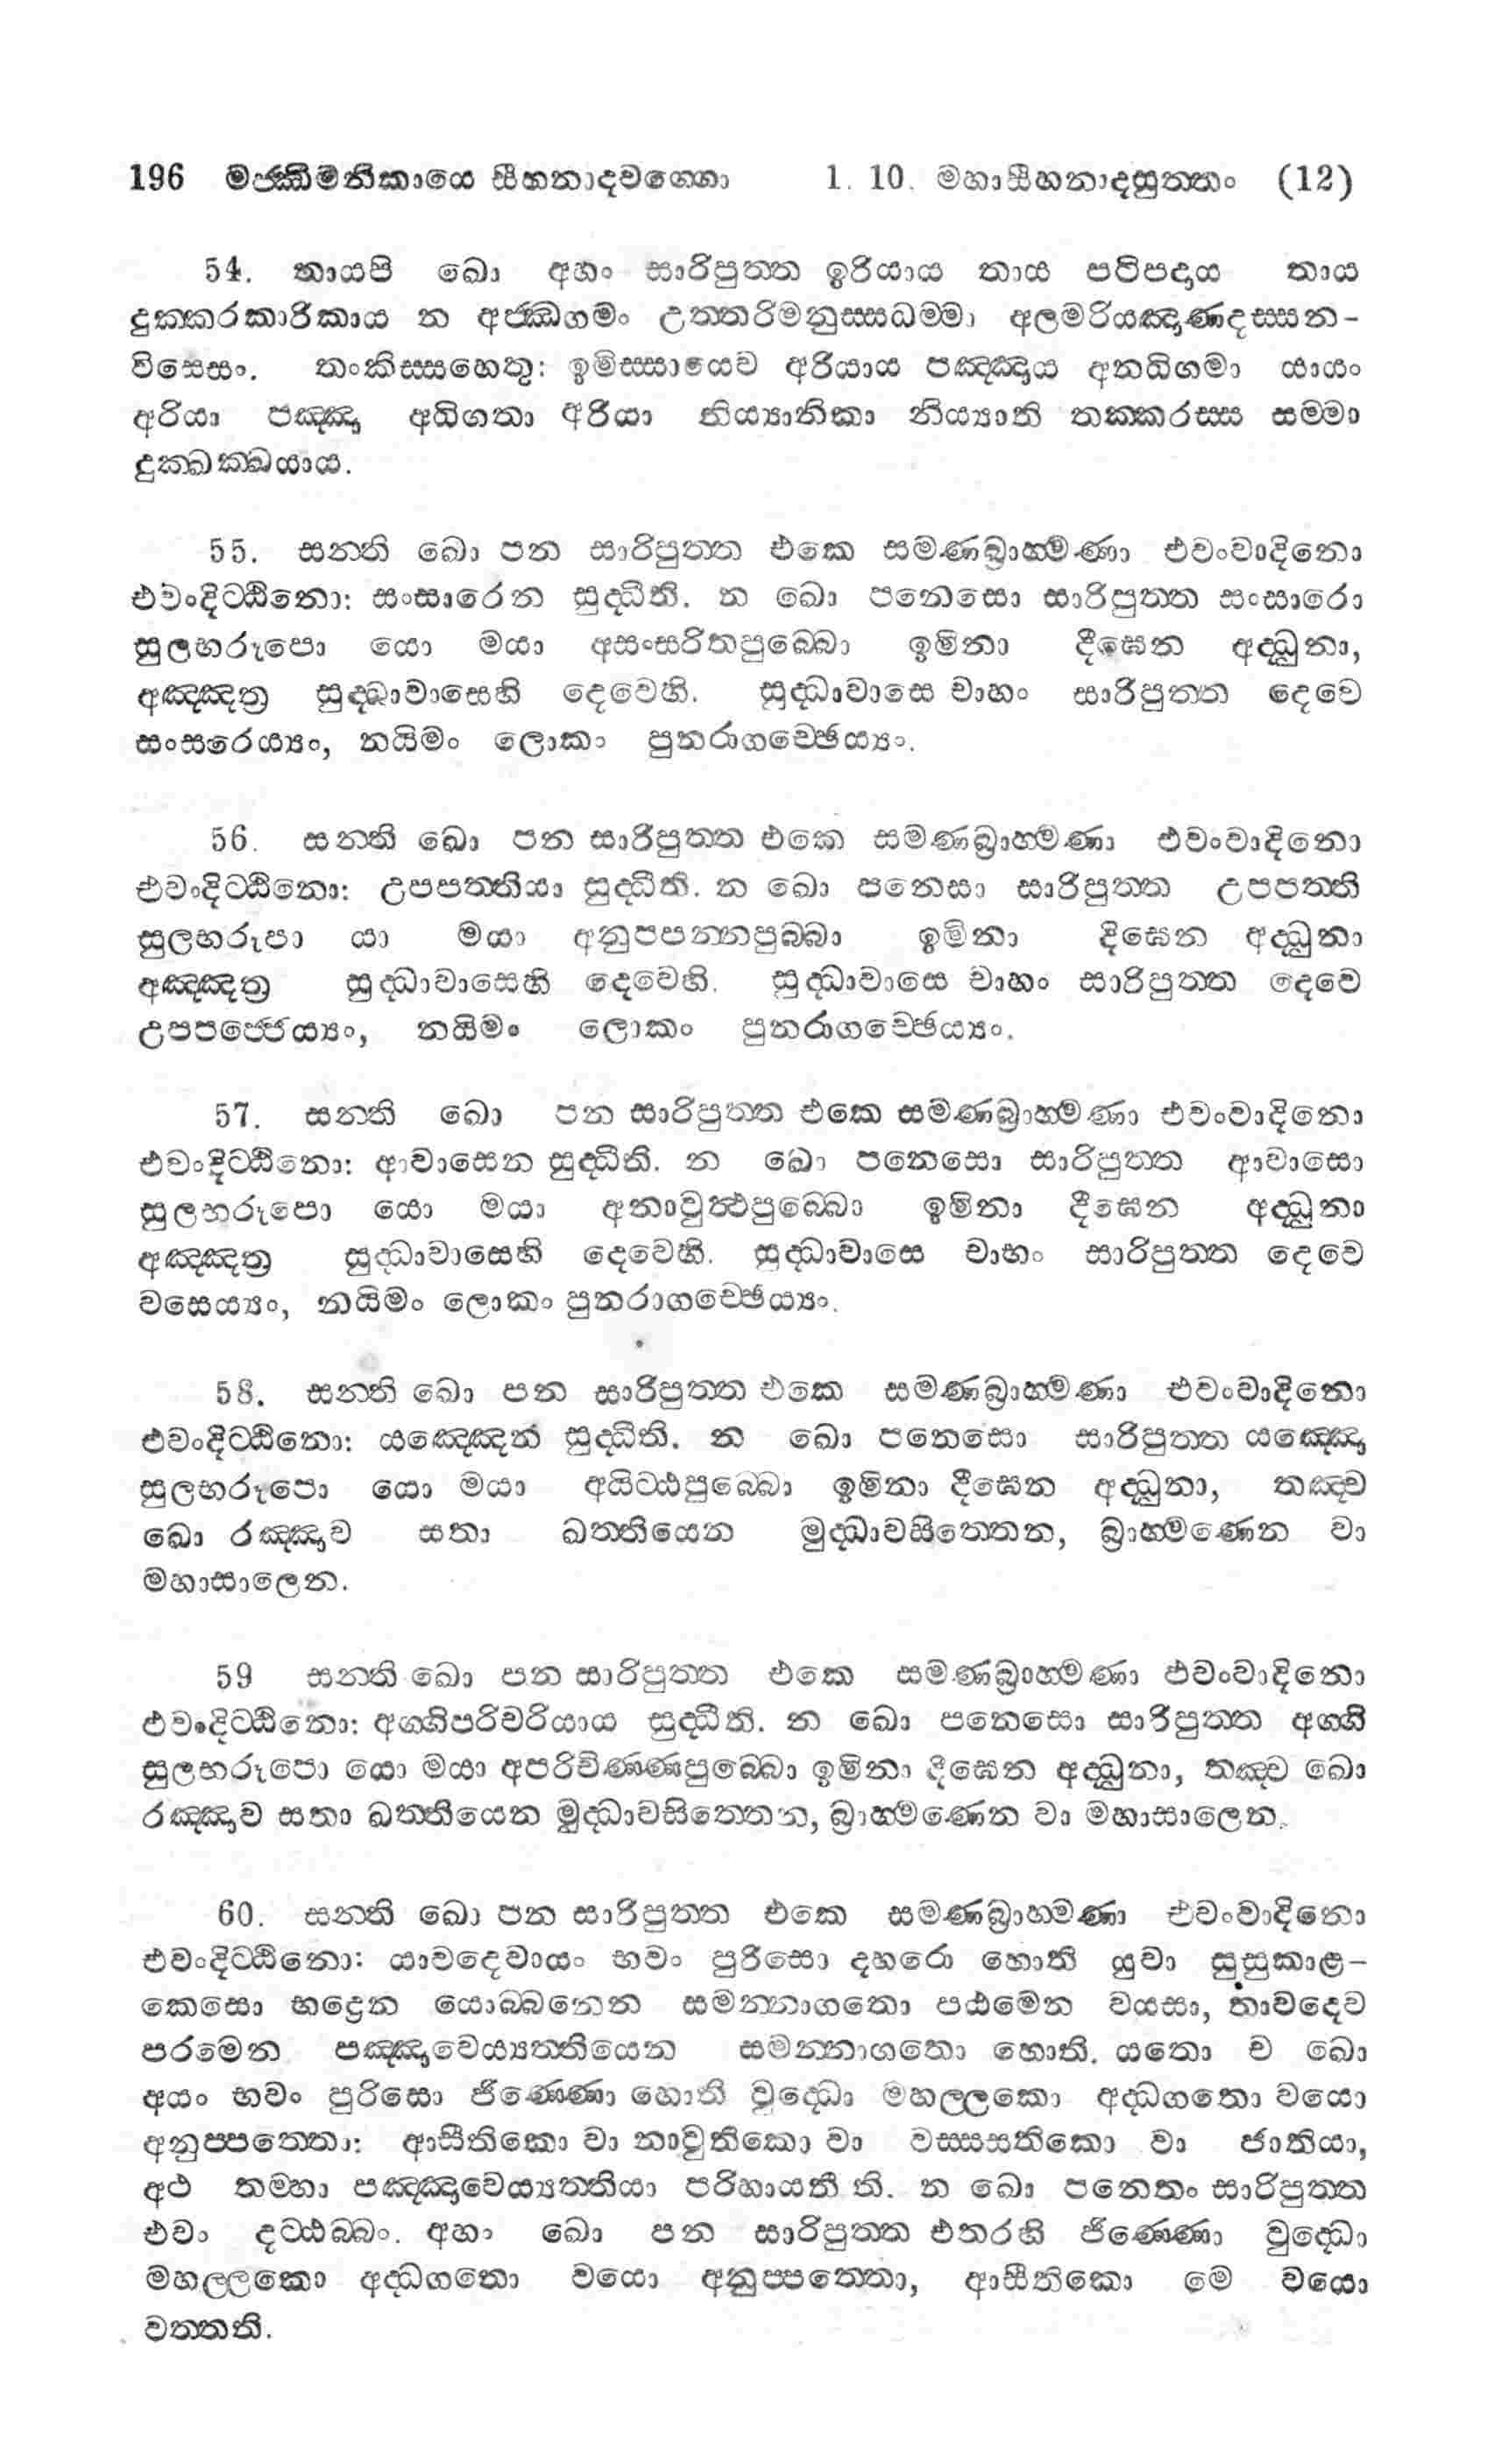 196 මජ්ඣිමනිකායෙ සීහනාදවග්ගො 1. 10. මහාසීහනාදසුත්තං (12)
54. තායපි ඛො අහං සාරිපුත්ත ඉරියාය තාය පටිපදාය තාය
දුක්කරකාරිකාය න අජ්ඣගමං උත්තරිමනුස්සධම්මා අලමරියඤාණදස්සන-
විසෙසං. තංකිස්සහෙතු: ඉමිස්සායෙව අරියාය පඤ්ඤාය අනධිගමා යායං
අරියා පඤ්ඤා අධිගතා අරියා නිය්‍යානිකා නිය්‍යාති තක්කරස්ස සම්මා
දුක්ඛක්ඛයාය.
55. සන්ති ඛො පන සාරිපුත්ත එකෙ සමණබ්‍රාහ්මණා එවංවාදිනො
එවංදිට්ඨිනො: සංසාරෙන සුද්ධීති. න ඛො පනෙසො සාරිපුත්ත සංසාරො
සුලභරූපො යො මයා අසංසරිතපුබ්බො ඉමිනා දීඝෙන අද්ධුනා,
අඤ්ඤත්‍ර සුද්ධාවාසෙහි දෙවෙහි. සුද්ධාවාසෙ චාහං සාරිපුත්ත දෙවෙ
සංසරෙය්‍යං, නයිමං ලොකං පුනරාගච්ඡෙය්‍යං.
56. සන්ති ඛො පන සාරිපුත්ත එකෙ සමණබ්‍රාහ්මණා එවංවාදිනො
එවංදිට්ඨිනො: උපපත්තියා සුද්ධීති. න ඛො පනෙසා සාරිපුත්ත උපපත්ති
සුලභරූපා යා මයා අනුපපන්නපුබ්බා ඉමිනා දිඝෙන අද්ධුනා
අඤ්ඤත්‍ර සුද්ධාවාසෙහි දෙවෙහි. සුද්ධාවාසෙ චාහං සාරිපුත්ත දෙවෙ
උපපජ්ජෙය්‍යං, නයිමං ලොකං පුනරාගච්ඡෙය්‍යං.
57. සන්ති ඛො පන සාරිපුත්ත එකෙ සමණබ්‍රාහ්මණා එවංවාදිනො
එවංදිට්ඨිනො: ආවාසෙන සුද්ධීති. න ඛො පනෙසො සාරිපුත්ත ආවාසො
සුලභරූපො යො මයා අනාවුත්ථපුබ්බො ඉමිනා දීඝෙන අද්ධුනා
අඤ්ඤත්‍ර සුද්ධාවාසෙහි දෙවෙහි. සුද්ධාවාසෙ චාහං සාරිපුත්ත දෙවෙ
වසෙය්‍යං, නයිමං ලොකං පුනරාගච්ඡෙය්‍යං.
58. සන්ති ඛො පන සාරිපුත්ත එකෙ සමණබ්‍රාහ්මණා එවංවාදිනො
එවංදිට්ඨිනො: යඤ්ඤෙන සුද්ධීති. න ඛො පනෙසො සාරිපුත්ත යඤ්ඤො
සුලභරූපො යො මයා අයිට්ඨපුබ්බො ඉමිනා දීඝෙන අද්ධුනා, තඤ්ච
ඛො රඤ්ඤාව සතා ඛත්තියෙන මුද්ධාවසිත්තෙන, බ්‍රාහ්මණෙන වා
මහාසාලෙන.
59 සන්ති ඛො පන සාරිපුත්ත එකෙ සමණබ්‍රාහ්මණා එවංවාදිනො
එවංදිට්ඨිනො: අග්ගිපරිචරියාය සුද්ධීති. න ඛො පනෙසො සාරිපුත්ත අග්ගි
සුලභරූපො යො මයා අපරිචිණ්ණපුබ්බො ඉමිනා දීඝෙන අද්ධුනා, තඤ්ච ඛො
රඤ්ඤාව සතා ඛත්තියෙන මුද්ධාවසිත්තෙන, බ්‍රාහ්මණෙන වා මහාසාලෙන.
60. සන්ති ඛො පන සාරිපුත්ත එකෙ සමණබ්‍රාහ්මණා එවංවාදිනො
එවංදිට්ඨිනො: යාවදෙවායං භවං පුරිසො දහරො හොති යුවා සුසුකාළ-
කෙසො භද්‍රෙන යොබ්බනෙන සමන්නාගතො පඨමෙන වයසා, තාවදෙව
පරමෙන පඤ්ඤාවෙය්‍යත්තියෙන සමන්නාගතො හොති. යතො ච ඛො
අයං භවං පුරිසො ජිණ්ණො හොති වුද්ධො මහල්ලකො අද්ධගතො වයො
අනුප්පත්තො: ආසීතිකො වා නාවුතිකො වා වස්සසතිකො වා ජාතියා,
අථ තම්හා පඤ්ඤාවෙය්‍යත්තියා පරිහායතී ති. න ඛො පනෙතං සාරිපුත්ත
එවං දට්ඨබ්බං. අහං ඛො පන සාරිපුත්ත එතරහි ජිණ්ණො වුද්ධො
මහල්ලකො අද්ධගතො වයො අනුප්පත්තො, ආසීතිකො මෙ වයො
වත්තති.